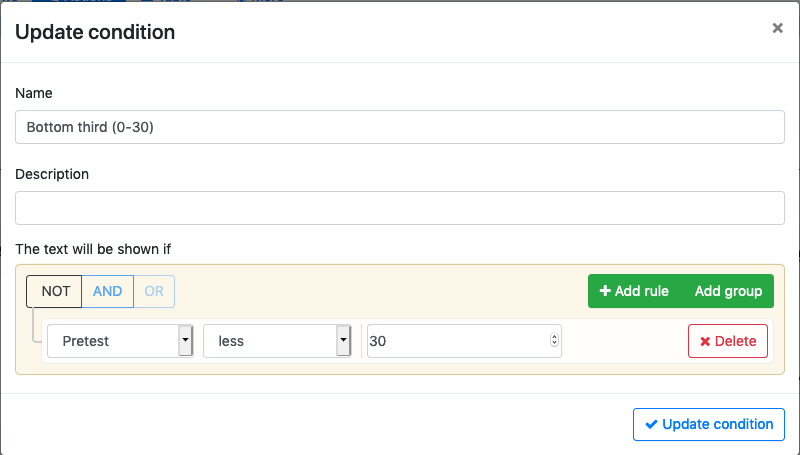 Update condition ×
Name
Bottom third (0-30)
Description
The text will be shown if
NOT AND OR Add rule Add group
Pretest less 30 Delete
Update condition